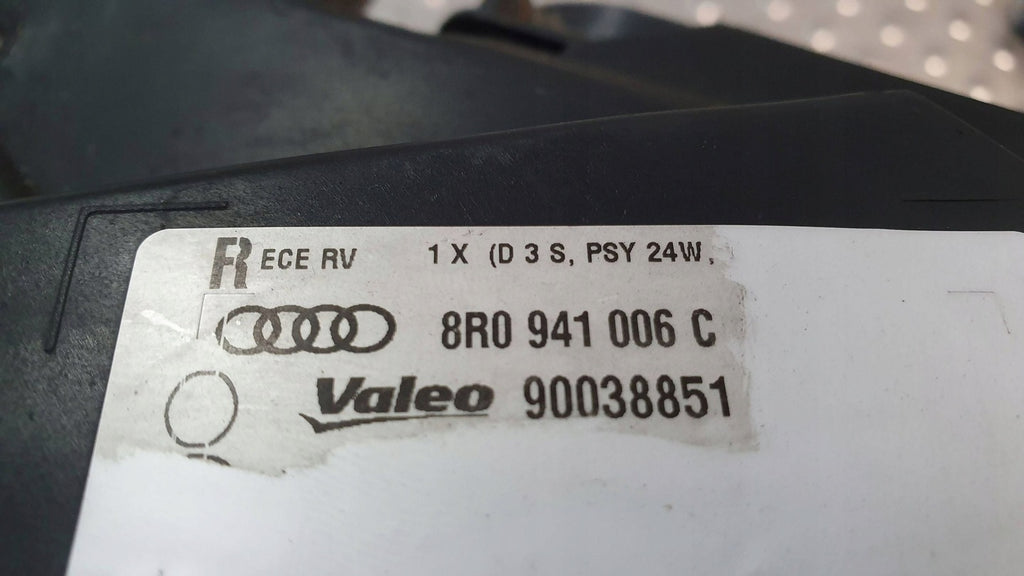 R ECE RV 1 X (D 3 S, PSY 24W,
8R0 941 006 C
Valeo 90038851